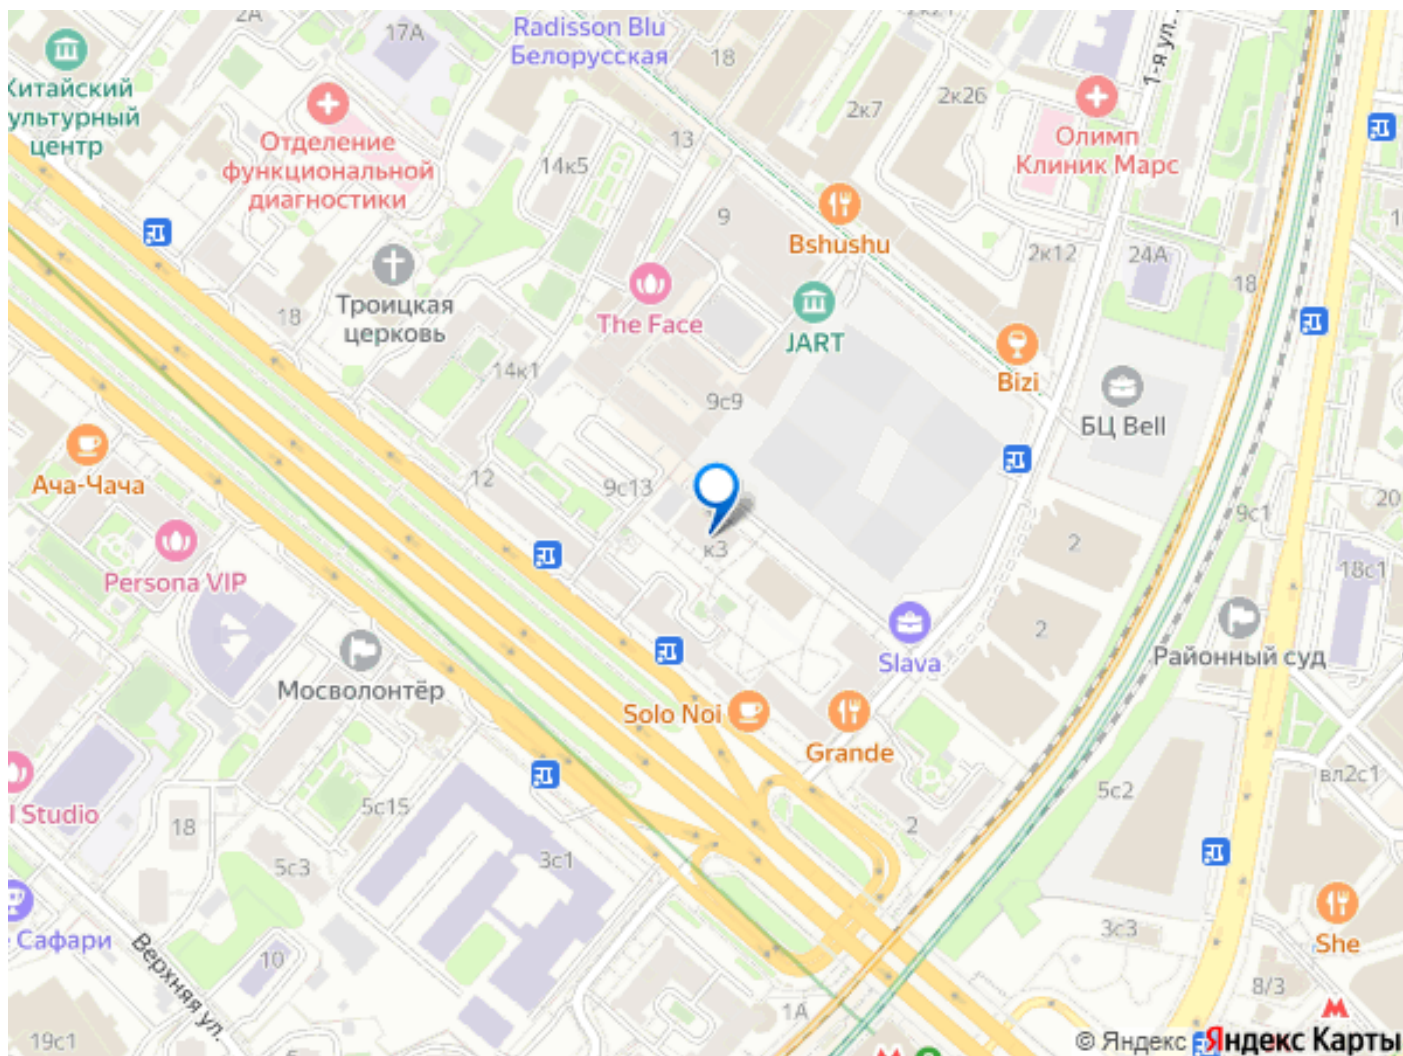 2А
17А
Radisson Blu
Белорусская
18
1-я ул.
Китайский
культурный
центр
Отделение
функциональной
диагностики
13
14к5
2к7
2к26
Олимп
Клиник Марс
9
Bshushu
2к12
24А
18
Троицкая
церковь
18
The Face
JART
Bizi
14к1
9с9
БЦ Bell
Ача-Чача
12
9с13
к3
2
9с1
20
18с1
Persona VIP
Мосволонтёр
2
Slava
Районный суд
Solo Noi
Grande
l Studio
18
5с15
5с3
3с1
2
5с2
вл2с1
Сафари
Верхняя ул.
10
3с3
She
8/3
1А
19с1
© Яндекс Яндекс Карты